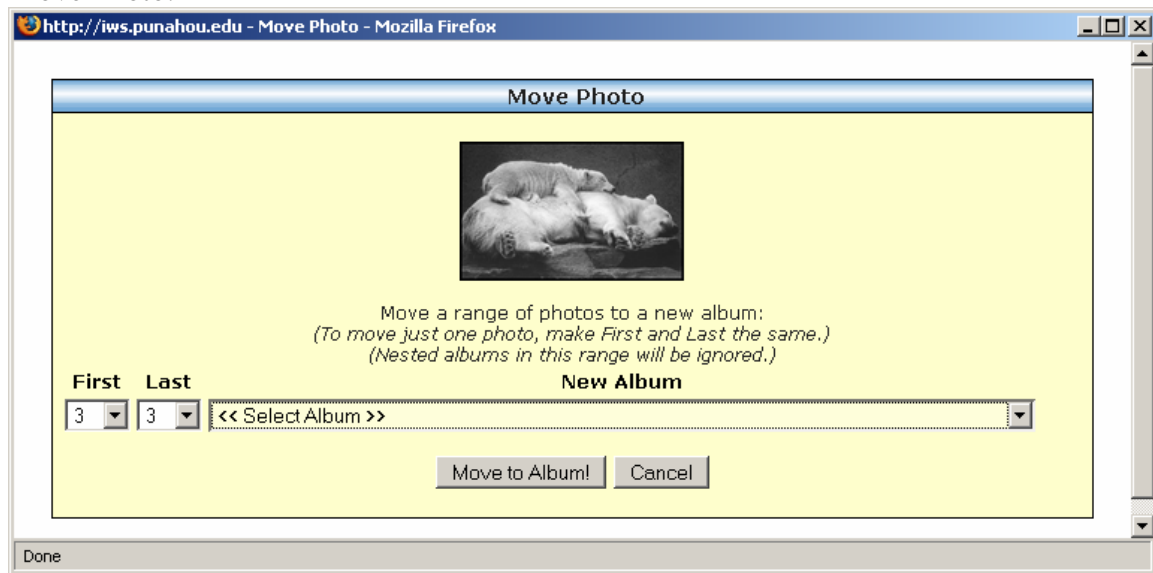 http://iws.punahou.edu - Move Photo - Mozilla Firefox
Move Photo
Move a range of photos to a new album:
(To move just one photo, make First and Last the same.)
(Nested albums in this range will be ignored.)
First Last New Album
3 3 << Select Album >>
Move to Album! Cancel
Done